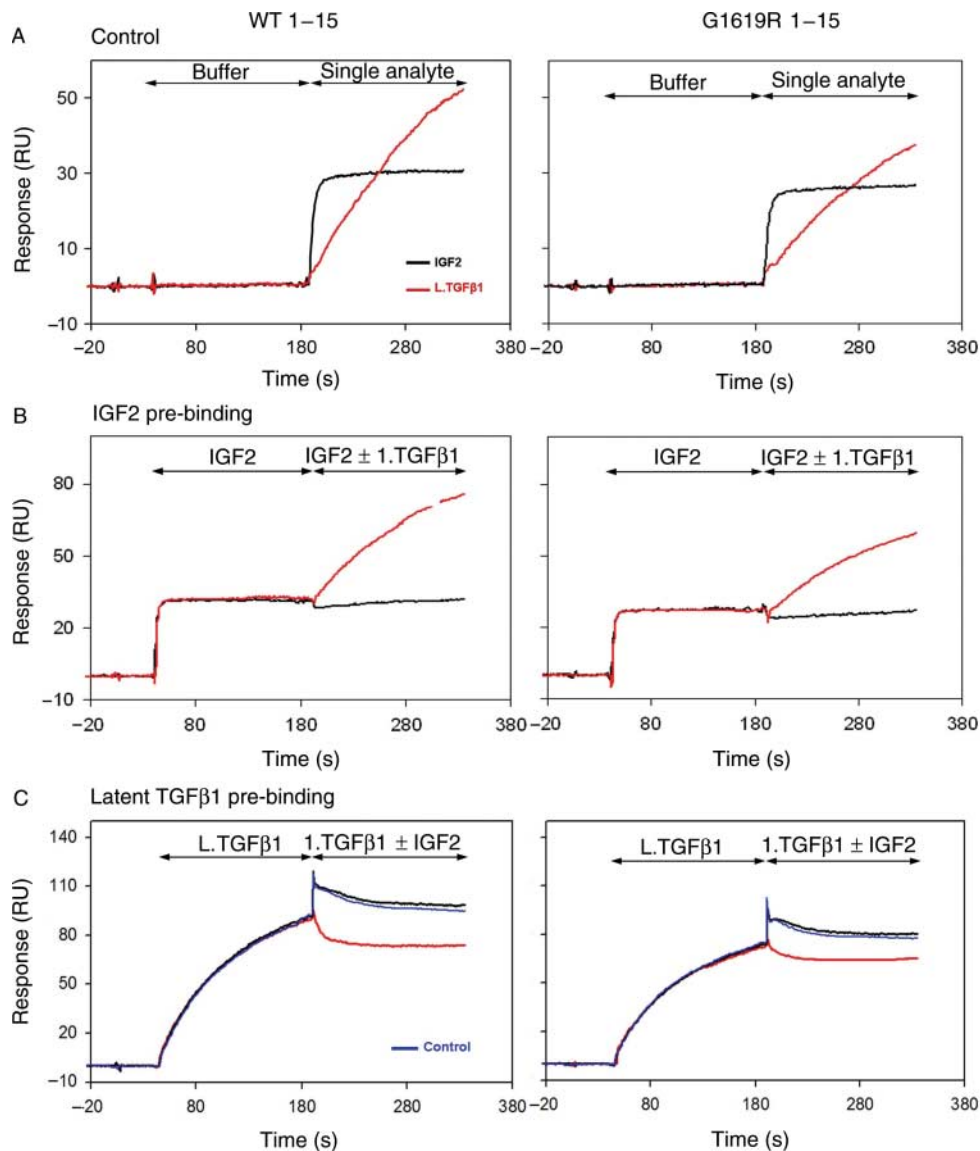 WT 1–15
G1619R 1–15
A
Control
Buffer
Single analyte
Buffer
Single analyte
Response (RU)
50
30
10
–10
IGF2
L.TGFβ1
–20
80
180
280
380
–20
80
180
280
380
Time (s)
Time (s)
B
IGF2 pre-binding
IGF2
IGF2 ± 1.TGFβ1
IGF2
IGF2 ± 1.TGFβ1
Response (RU)
80
50
20
–10
–20
80
180
280
380
–20
80
180
280
380
Time (s)
Time (s)
C
Latent TGFβ1 pre-binding
L.TGFβ1
1.TGFβ1 ± IGF2
L.TGFβ1
1.TGFβ1 ± IGF2
Response (RU)
140
110
80
50
20
–10
Control
–20
80
180
280
380
–20
80
180
280
380
Time (s)
Time (s)